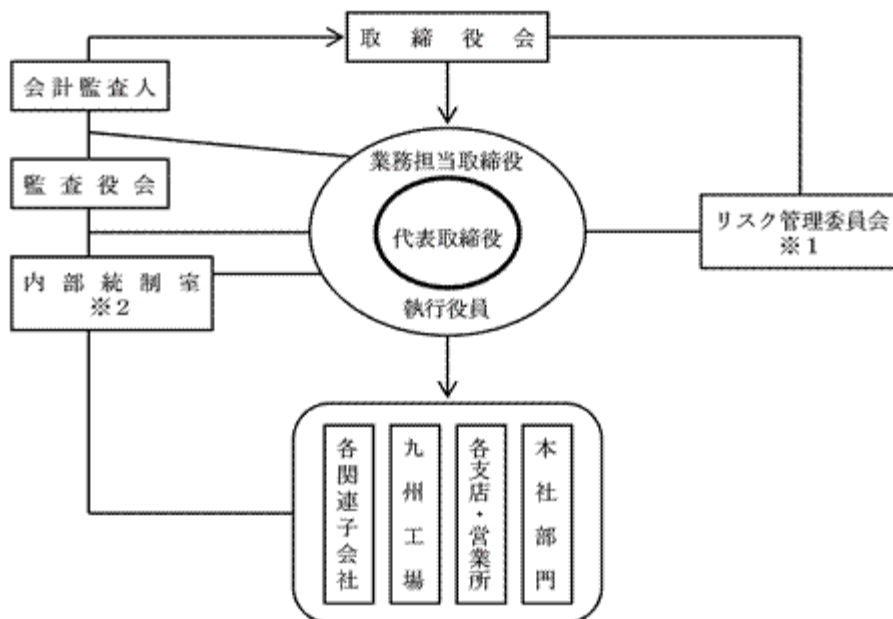 取締役会
会計監査人
業務担当取締役
監査役会
代表取締役
リスク管理委員会
※1
内部統制室
※2
執行役員
各関連子会社
九州工場
各支店・営業所
本社部門